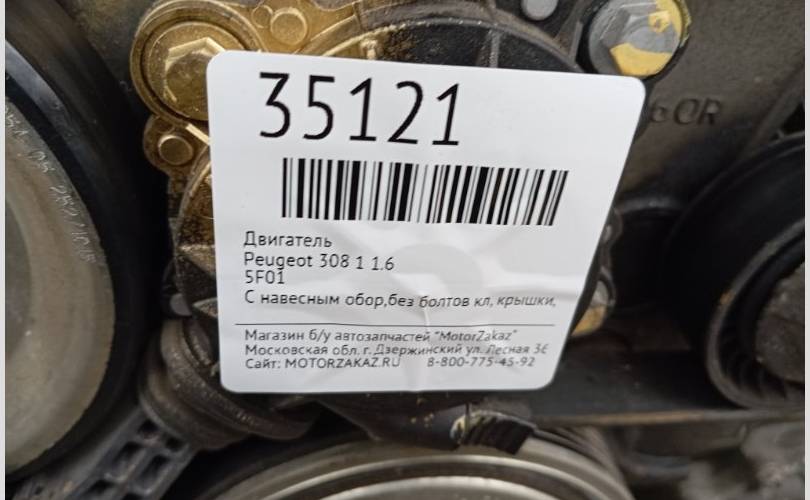 35121
Двигатель
Peugeot 308 1 1.6
5F01
С навесным обор,без болтов кл, крышки,
Магазин б/у автозапчастей "MotorZakaz"
Московская обл. г. Дзержинский ул. Лесная 36
Сайт: MOTORZAKAZ.RU 8-800-775-45-92